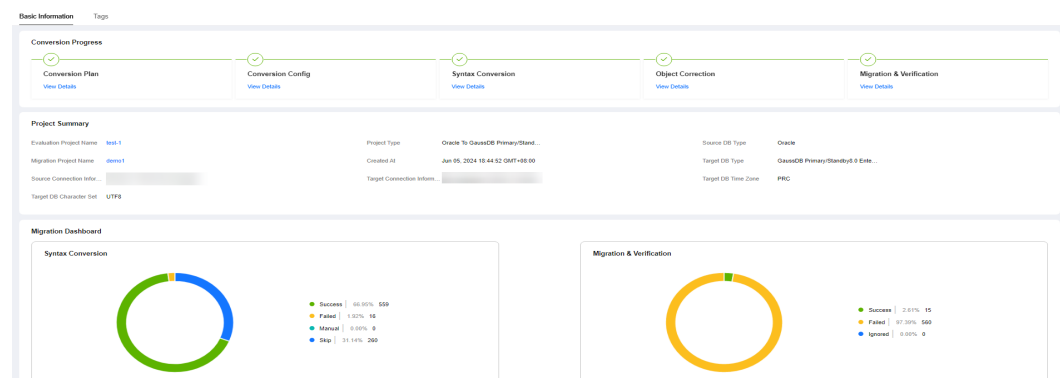 Basic Information Tags
Conversion Progress
Conversion Plan Conversion Config Syntax Conversion Object Correction Migration & Verification
View Details View Details View Details View Details View Details
Project Summary
Evaluation Project Name test-1 Project Type Oracle To GaussDB Primary/Stand... Source DB Type Oracle
Migration Project Name demo1 Created At Jun 05, 2024 18:44:52 GMT+08:00 Target DB Type GaussDB Primary/Standby8.0 Ente...
Source Connection Infor... Target Connection Inform... Target DB Time Zone PRC
Target DB Character Set UTF8
Migration Dashboard
Syntax Conversion Migration & Verification
Success 66.95% 559 Success 2.61% 15
Failed 1.92% 16 Failed 97.39% 560
Manual 0.00% 0 Ignored 0.00% 0
Skip 31.14% 260